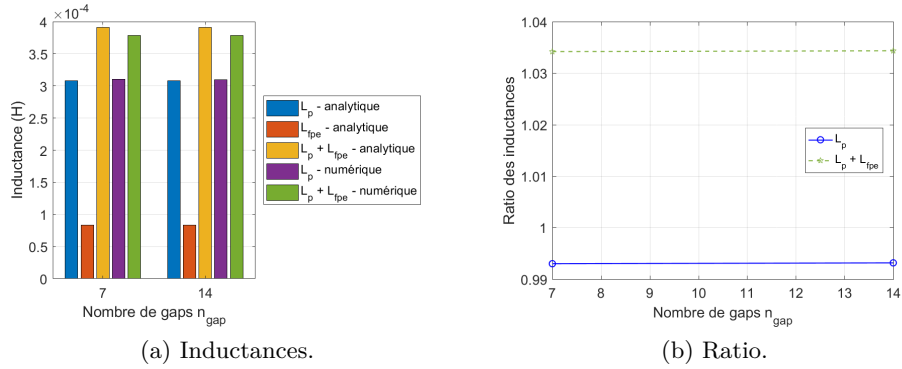 ×10⁻⁴
4
3.5
3
2.5
2
1.5
1
0.5
0
Inductance (H)
7 14
Nombre de gaps n_gap
L_p - analytique
L_fpe - analytique
L_p + L_fpe - analytique
L_p - numérique
L_p + L_fpe - numérique
(a) Inductances.
1.04
1.03
1.02
1.01
1
0.99
Ratio des inductances
7 8 9 10 11 12 13 14
Nombre de gaps n_gap
L_p
L_p + L_fpe
(b) Ratio.